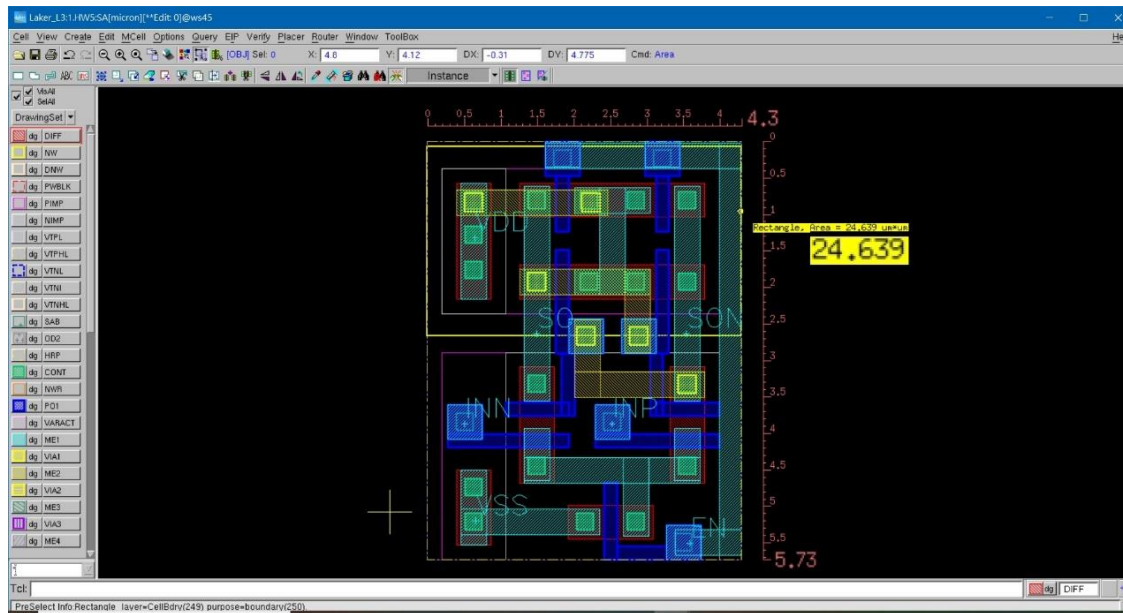 Laker_L3:1.HW5:SA[micron][**Edit: 0]@ws45
Cell View Create Edit MCell Options Query EIP Verify Placer Router Window ToolBox He
[OBJ] Sel: 0 X: 4.6 Y: 4.12 DX: -0.31 DY: 4.775 Cmd: Area
ABC Instance
VisAll
SelAll
DrawingSet
dg DIFF
dg NW
dg DNW
dg PWBLK
dg PIMP
dg NIMP
dg VTPL
dg VTPHL
dg VTNL
dg VTNI
dg VTNHL
dg SAB
dg OD2
dg HRP
dg CONT
dg NWR
dg PO1
dg VARACT
dg ME1
dg VIA1
dg ME2
dg VIA2
dg ME3
dg VIA3
dg ME4
0 0.5 1 1.5 2 2.5 3 3.5 4 4.3
0
0.5
1
1.5
2
2.5
3
3.5
4
4.5
5
5.5
5.73
Rectangle, Area = 24.639 um*um
24.639
VDD
SO SON
INN INP
VSS EN
Tcl: dg DIFF
PreSelect Info:Rectangle layer=CellBdry(249) purpose=boundary(250).